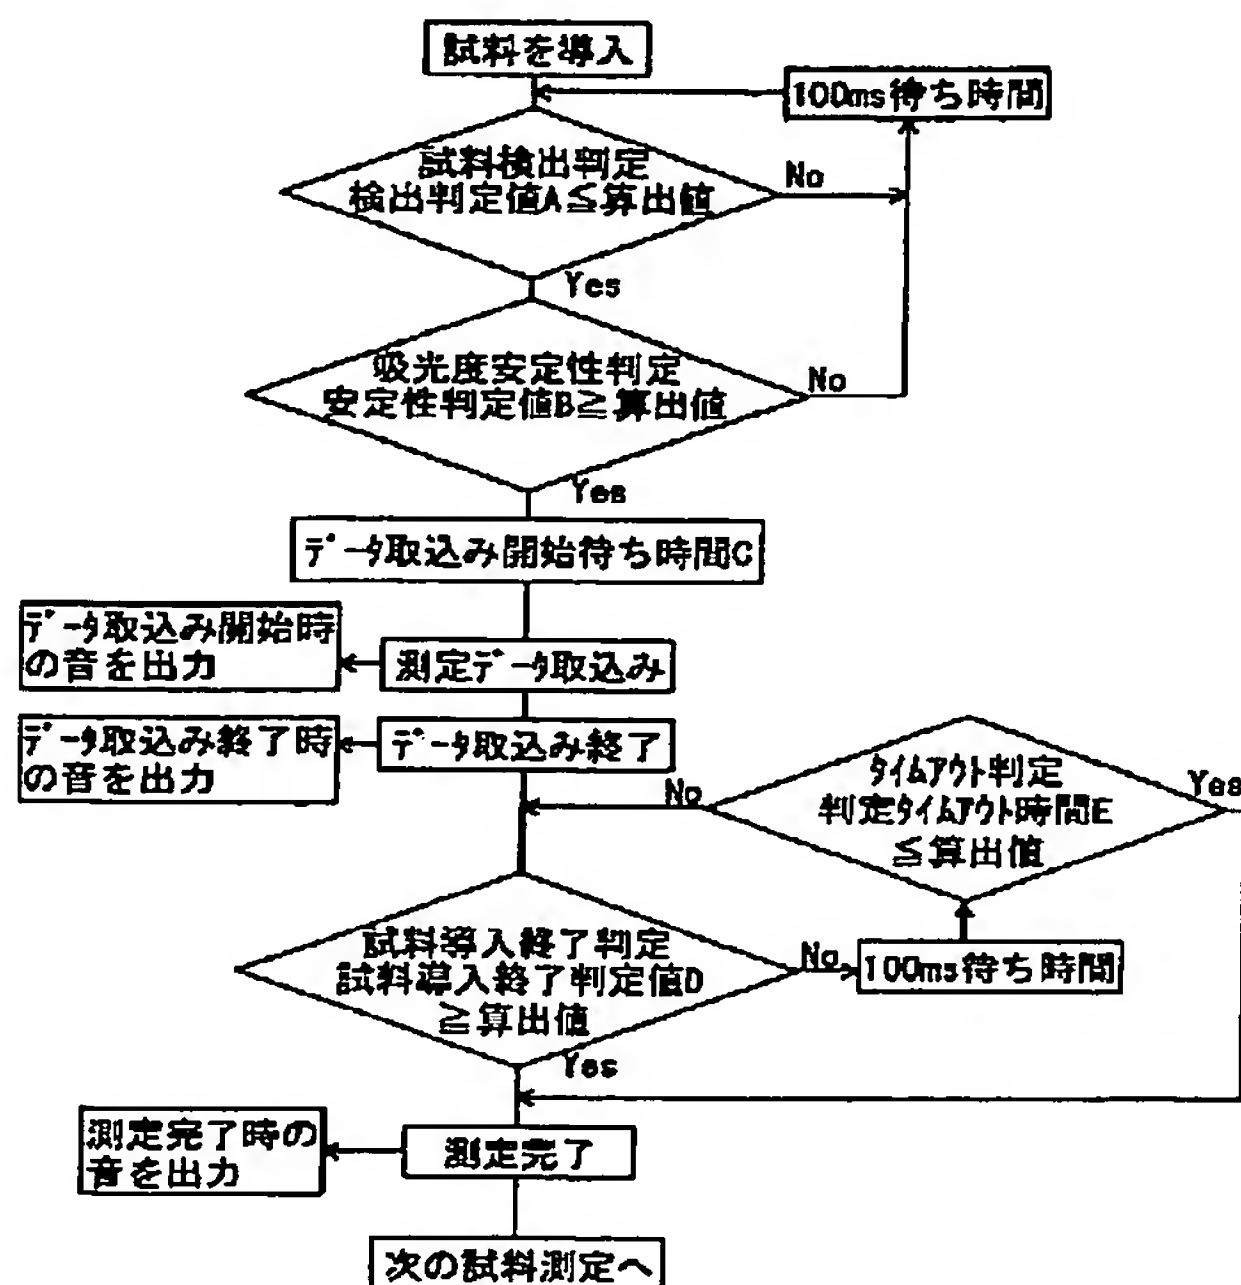 試料を導入
100ms待ち時間
試料検出判定
検出判定値A≦算出値
No
Yes
吸光度安定性判定
安定性判定値B≧算出値
No
Yes
データ取込み開始待ち時間C
データ取込み開始時
の音を出力
測定データ取込み
データ取込み終了時
の音を出力
データ取込み終了
タイムアウト判定
判定タイムアウト時間E
≦算出値
No
Yes
試料導入終了判定
試料導入終了判定値D
≧算出値
No
100ms待ち時間
Yes
測定完了時の
音を出力
測定完了
次の試料測定へ